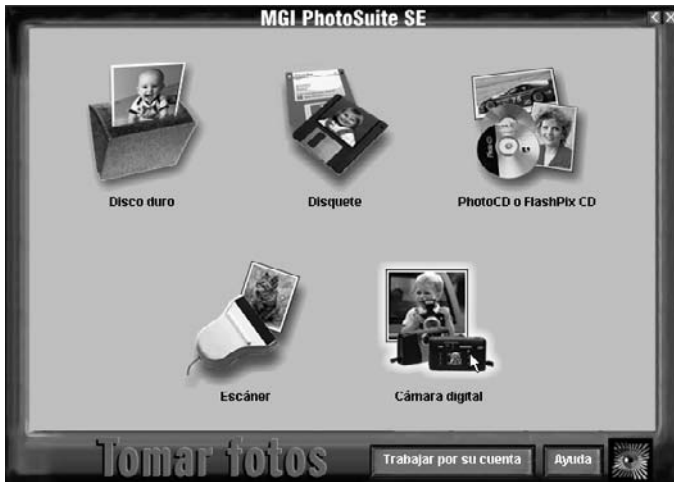 MGI PhotoSuite SE
Disco duro
Disquete
PhotoCD o FlashPix CD
Escáner
Cámara digital
Tomar fotos
Trabajar por su cuenta
Ayuda